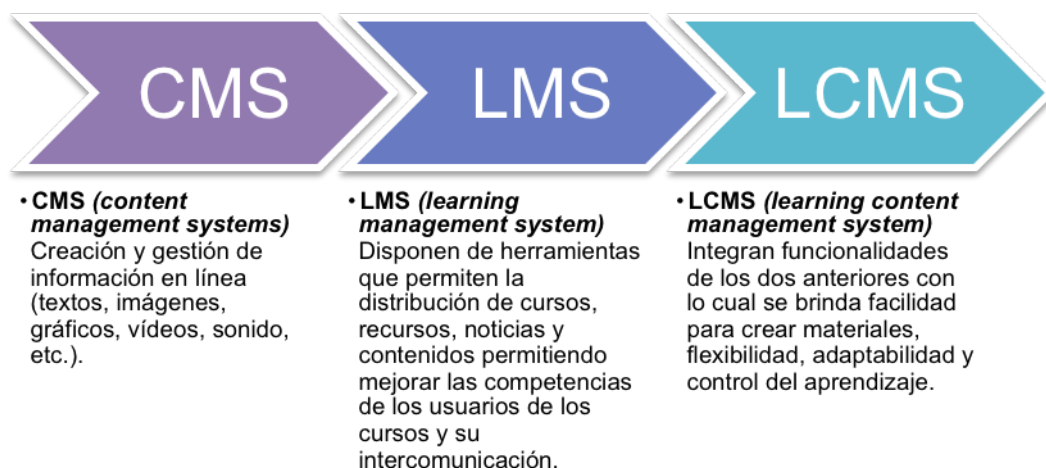 CMS
LMS
LCMS
• CMS (content
management systems)
Creación y gestión de
información en línea
(textos, imágenes,
gráficos, vídeos, sonido,
etc.).
• LMS (learning
management system)
Disponen de herramientas
que permiten la
distribución de cursos,
recursos, noticias y
contenidos permitiendo
mejorar las competencias
de los usuarios de los
cursos y su
intercomunicación.
• LCMS (learning content
management system)
Integran funcionalidades
de los dos anteriores con
lo cual se brinda facilidad
para crear materiales,
flexibilidad, adaptabilidad y
control del aprendizaje.